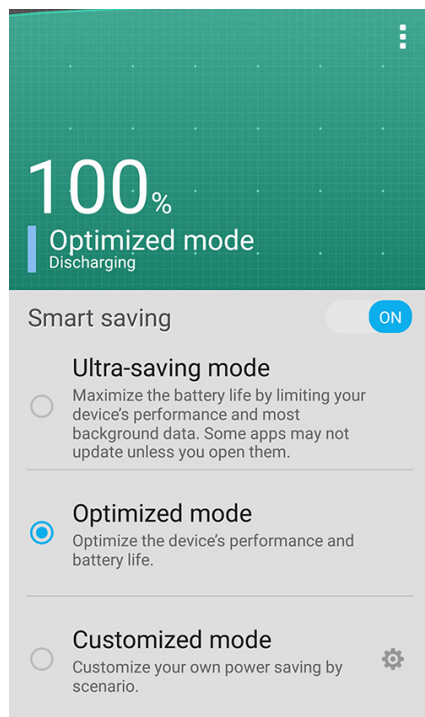 100%
Optimized mode
Discharging
Smart saving
ON
Ultra-saving mode
Maximize the battery life by limiting your
device's performance and most
background data. Some apps may not
update unless you open them.
Optimized mode
Optimize the device's performance and
battery life.
Customized mode
Customize your own power saving by
scenario.